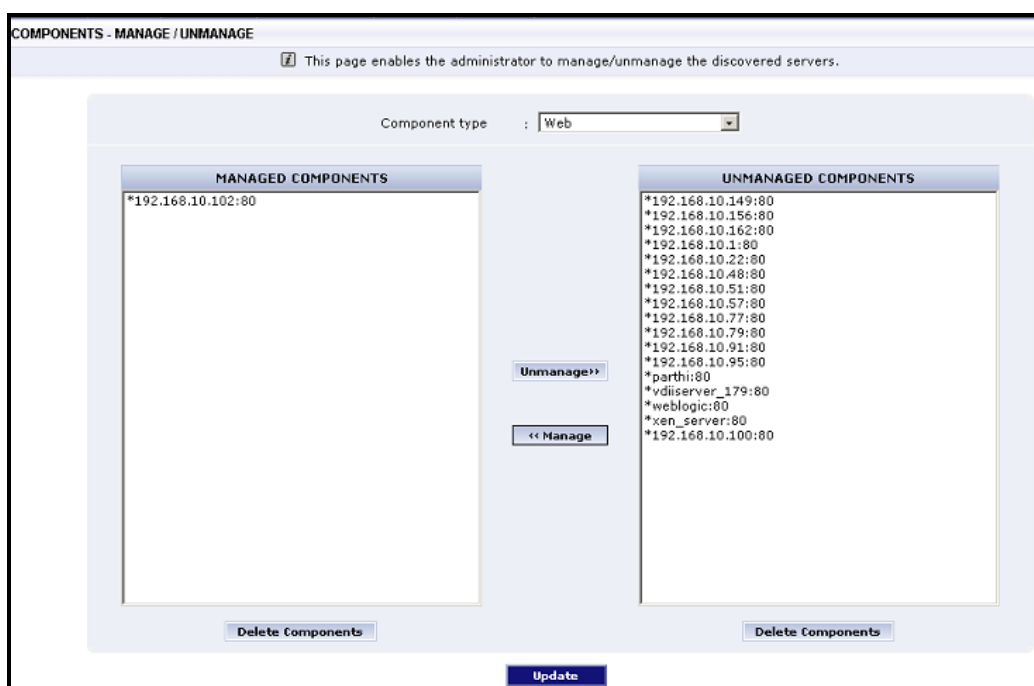 COMPONENTS - MANAGE / UNMANAGE
This page enables the administrator to manage/unmanage the discovered servers.
Component type : Web
MANAGED COMPONENTS
*192.168.10.102:80
Unmanage>>
<< Manage
Delete Components
UNMANAGED COMPONENTS
*192.168.10.149:80
*192.168.10.156:80
*192.168.10.162:80
*192.168.10.1:80
*192.168.10.22:80
*192.168.10.48:80
*192.168.10.51:80
*192.168.10.57:80
*192.168.10.77:80
*192.168.10.79:80
*192.168.10.91:80
*192.168.10.95:80
*parthi:80
*vdiiserver_179:80
*weblogic:80
*xen_server:80
*192.168.10.100:80
Delete Components
Update